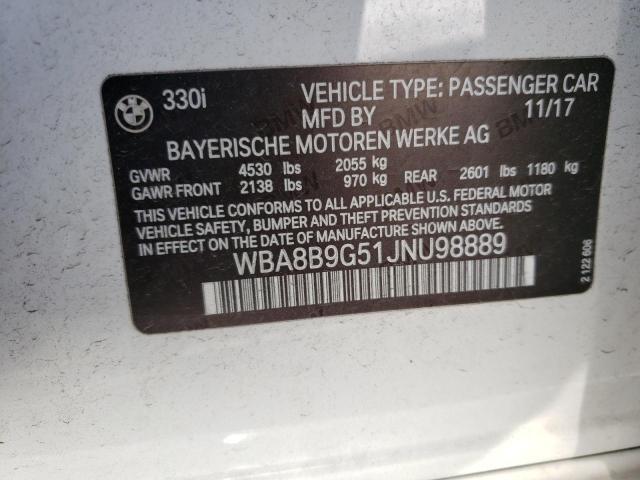 330i VEHICLE TYPE: PASSENGER CAR
MFD BY 11/17
BAYERISCHE MOTOREN WERKE AG
GVWR 4530 lbs 2055 kg
GAWR FRONT 2138 lbs 970 kg REAR 2601 lbs 1180 kg
THIS VEHICLE CONFORMS TO ALL APPLICABLE U.S. FEDERAL MOTOR
VEHICLE SAFETY, BUMPER AND THEFT PREVENTION STANDARDS
IN EFFECT ON THE DATE OF MANUFACTURE SHOWN ABOVE.
WBA8B9G51JNU98889
2 122 606